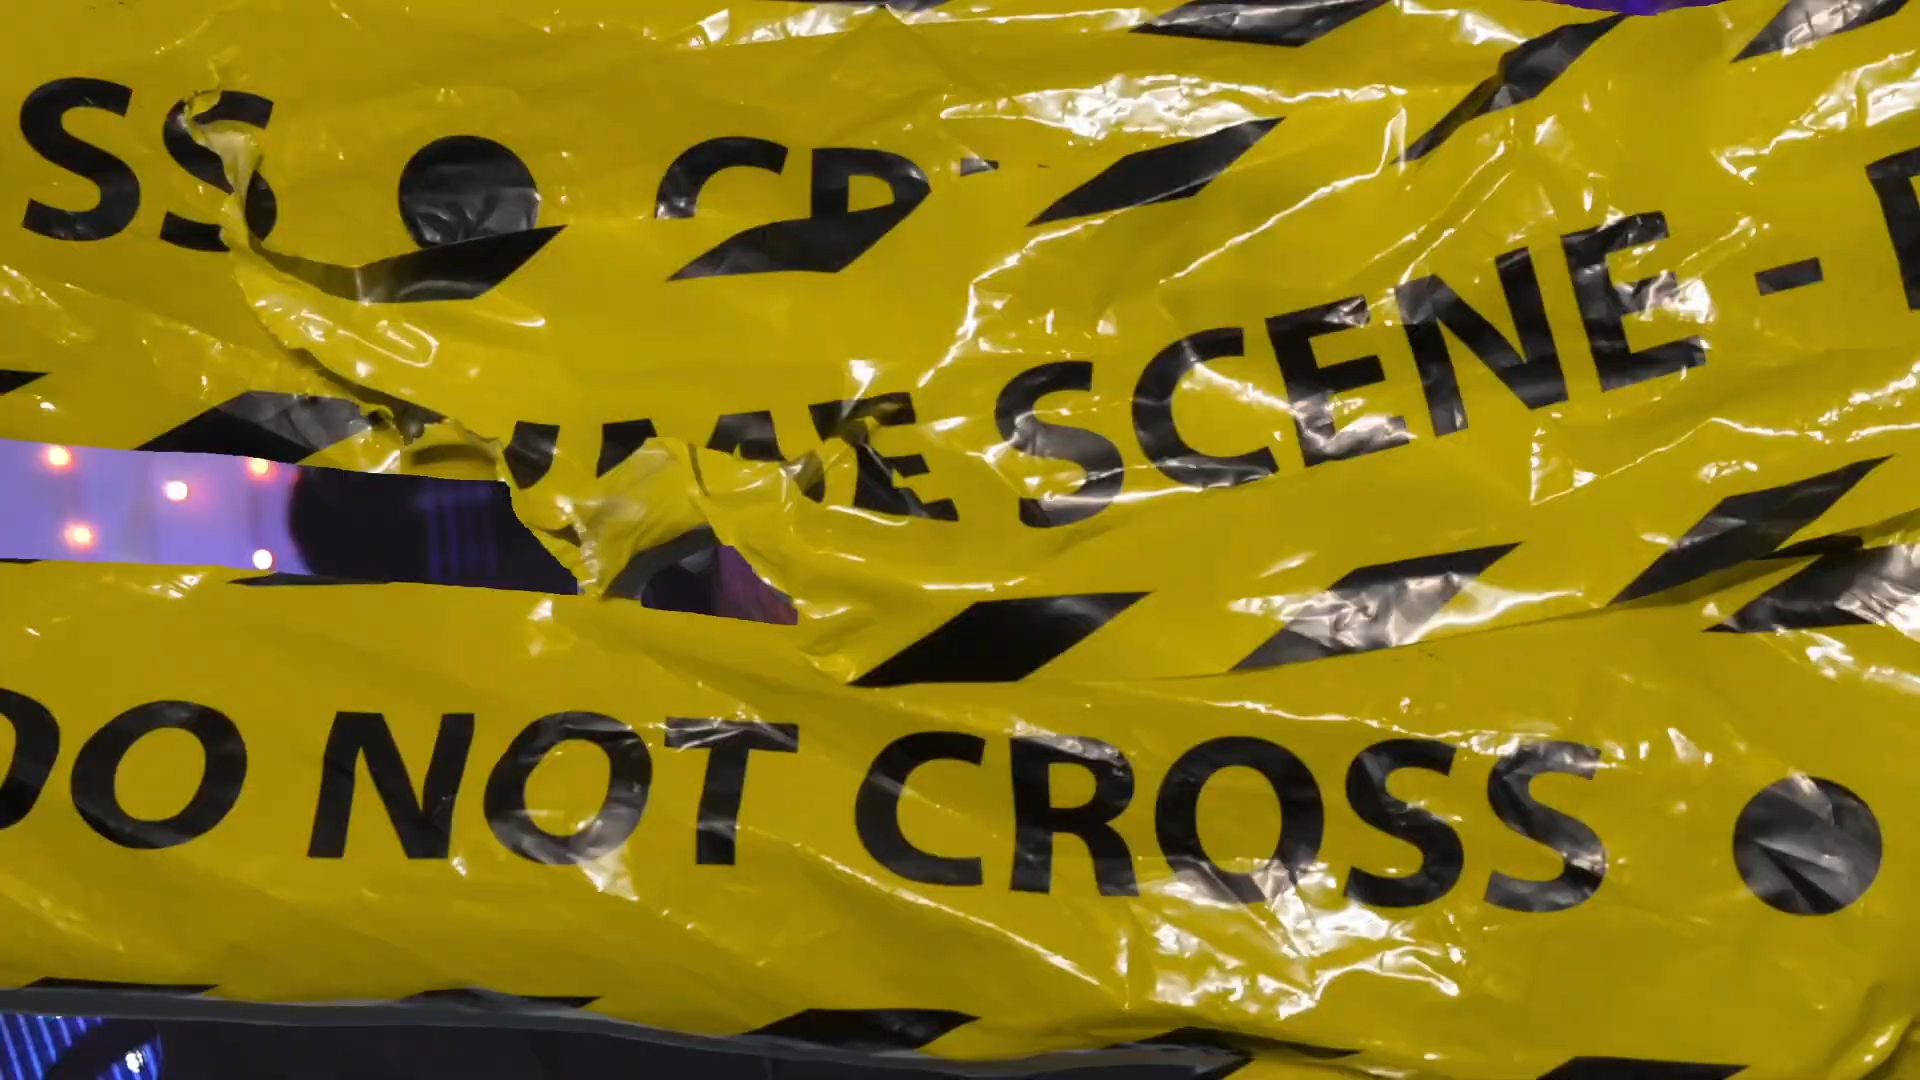 SS ●
SCENE -
DO NOT CROSS ●